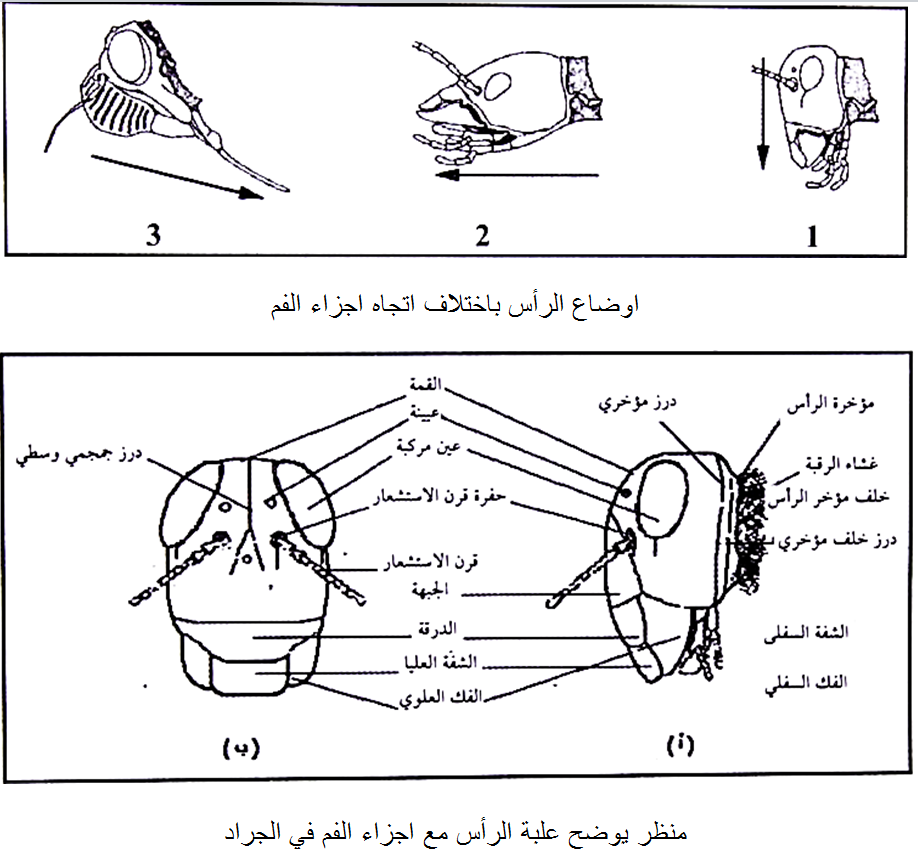 3
2
1
اوضاع الرأس باختلاف اتجاه اجزاء الفم
القمة
عيينة
عين مركبة
درز جمجمي وسطي
حفرة قرن الاستشعار
قرن الاستشعار
الجبهة
الدرقة
الشفة العليا
الفك العلوي
درز مؤخري
مؤخرة الرأس
غشاء الرقبة
خلف مؤخر الرأس
درز خلف مؤخري
الشفة السفلى
الفك السفلي
(ب)
(أ)
منظر يوضح علبة الرأس مع اجزاء الفم في الجراد